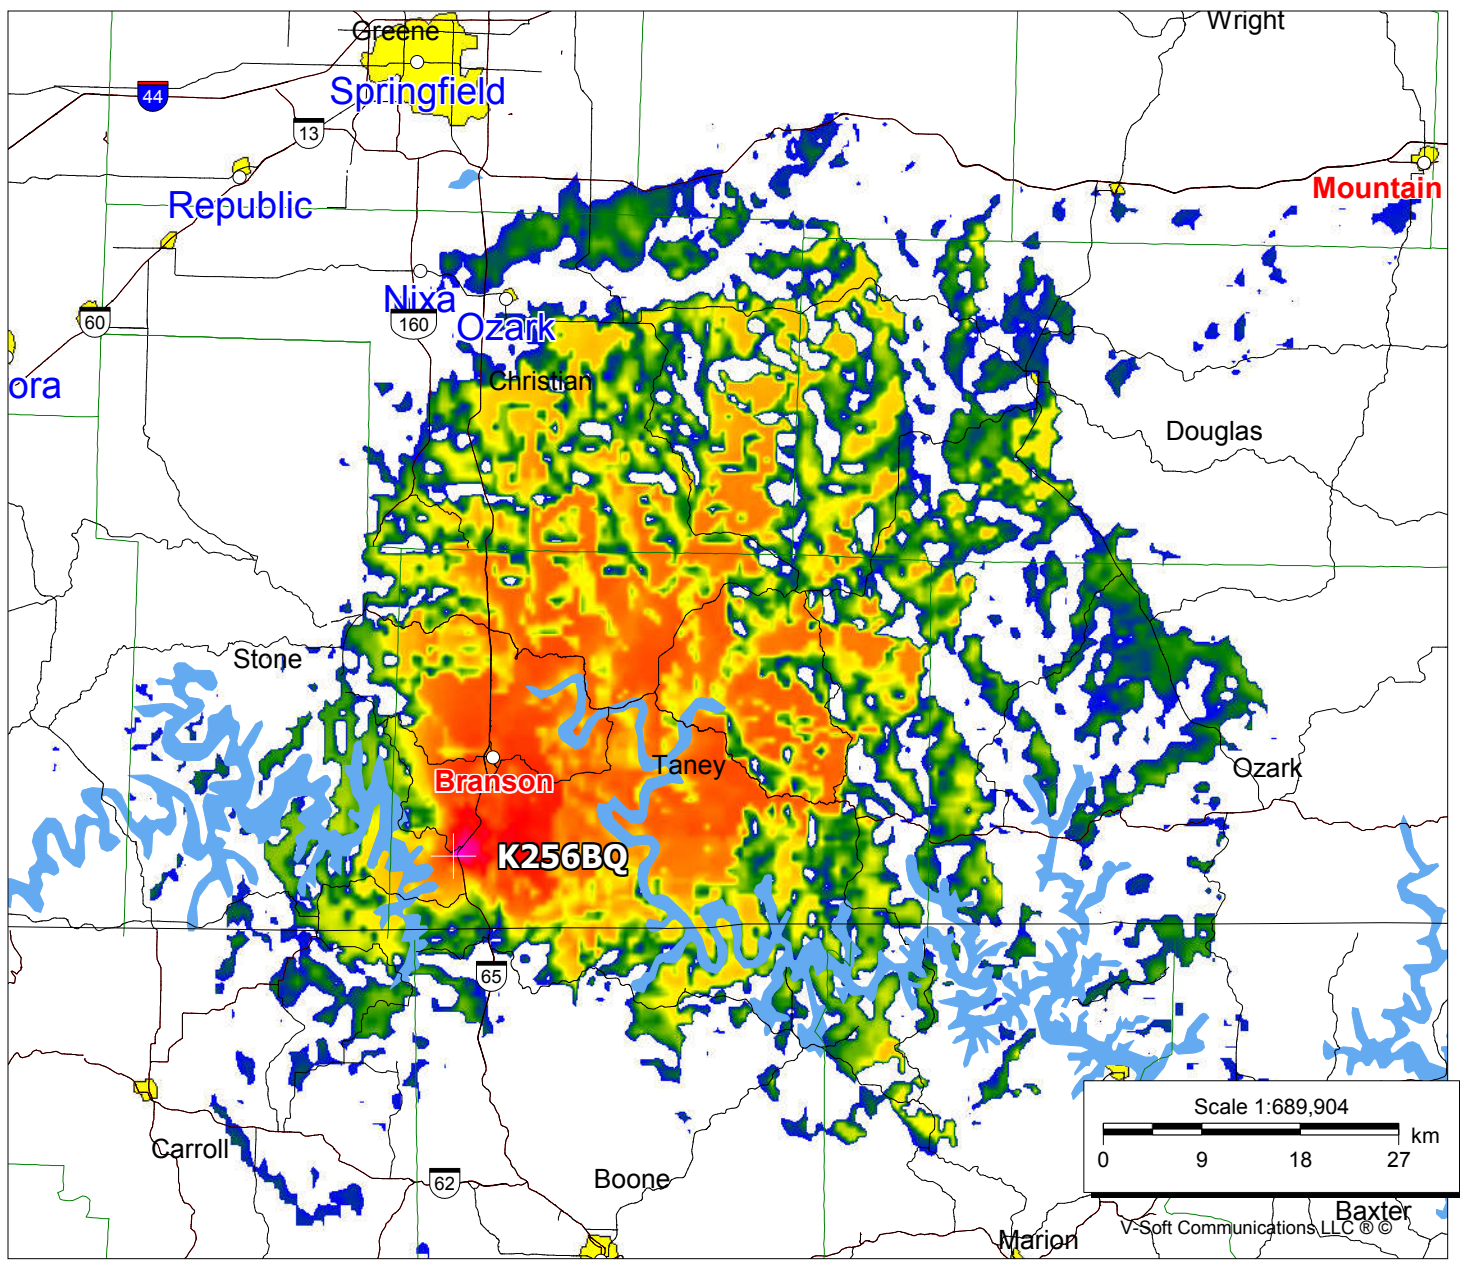 Greene
Wright
Springfield
44
13
Mountain
Republic
Nixa
60
160
Ozark
ora
Christian
Douglas
Stone
Taney
Ozark
Branson
K256BQ
65
Scale 1:689,904
km
0 9 18 27
Carroll
62
Boone
Baxter
V-Soft Communications LLC ® ©
Marion